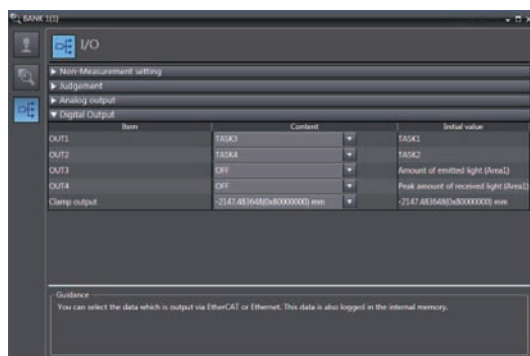 BANK 1(1)
I/O
Non-Measurement setting
Judgement
Analog output
Digital Output
Item Content Initial value
OUT1 TASK3 TASK1
OUT2 TASK4 TASK2
OUT3 OFF Amount of emitted light (Area1)
OUT4 OFF Peak amount of received light (Area1)
Clamp output -2147.483648(0x80000000) mm -2147.483648(0x80000000) mm
Guidance
You can select the data which is output via EtherCAT or Ethernet. This data is also logged in the internal memory.